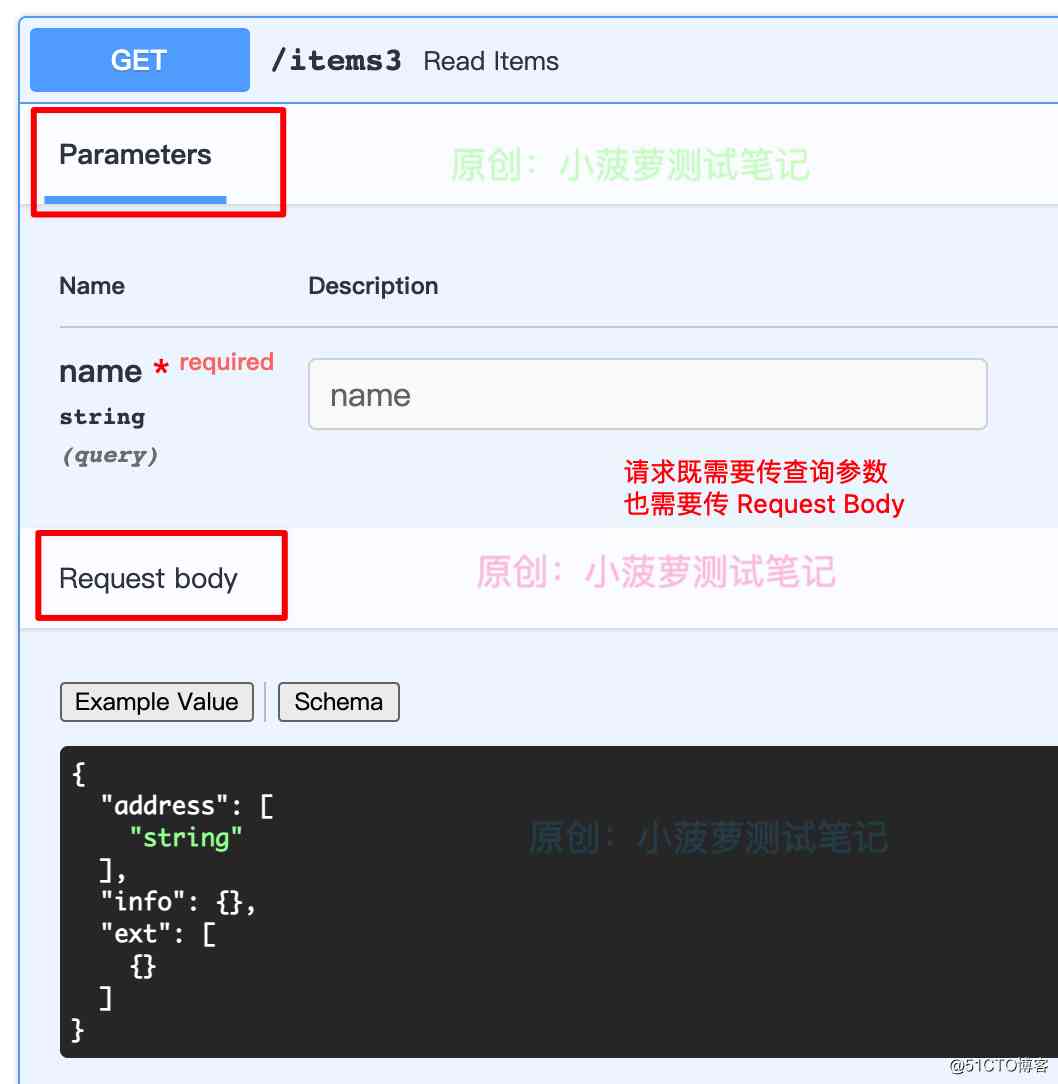 GET /items3 Read Items
Parameters
原创：小菠萝测试笔记
Name Description
name * required
name
string
(query)
请求既需要传查询参数
也需要传 Request Body
Request body
原创：小菠萝测试笔记
Example Value Schema
{
"address": [
"string"
],
"info": {},
"ext": [
{}
]
}
原创：小菠萝测试笔记
@51CTO博客